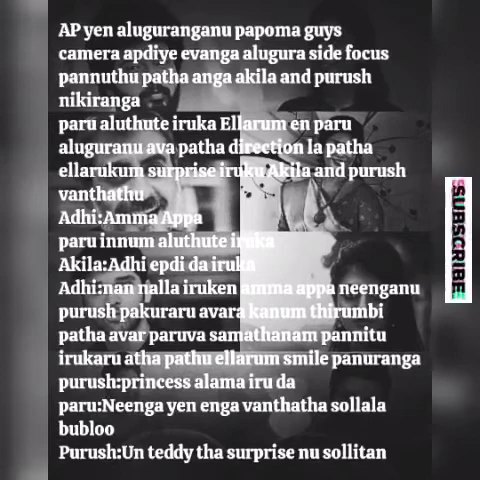 AP yen aluguranganu papoma guys
camera apdiye evanga alugura side focus
pannuthu patha anga akila and purush
nikiranga
paru aluthute iruka Ellarum en paru
aluguranu ava patha direction la patha
ellarukum surprise iruku Akila and purush
vanthathu
Adhi:Amma Appa
paru innum aluthute iruka
Akila:Adhi epdi da iruka
Adhi:nan nalla iruken amma appa neenganu
purush pakuraru avara kanum thirumbi
patha avar paruva samathanam pannitu
irukaru atha pathu ellarum smile panuranga
purush:princess alama iru da
paru:Neenga yen enga vanthatha sollala
bubloo
Purush:Un teddy tha surprise nu sollitan
SUBSCRIBE